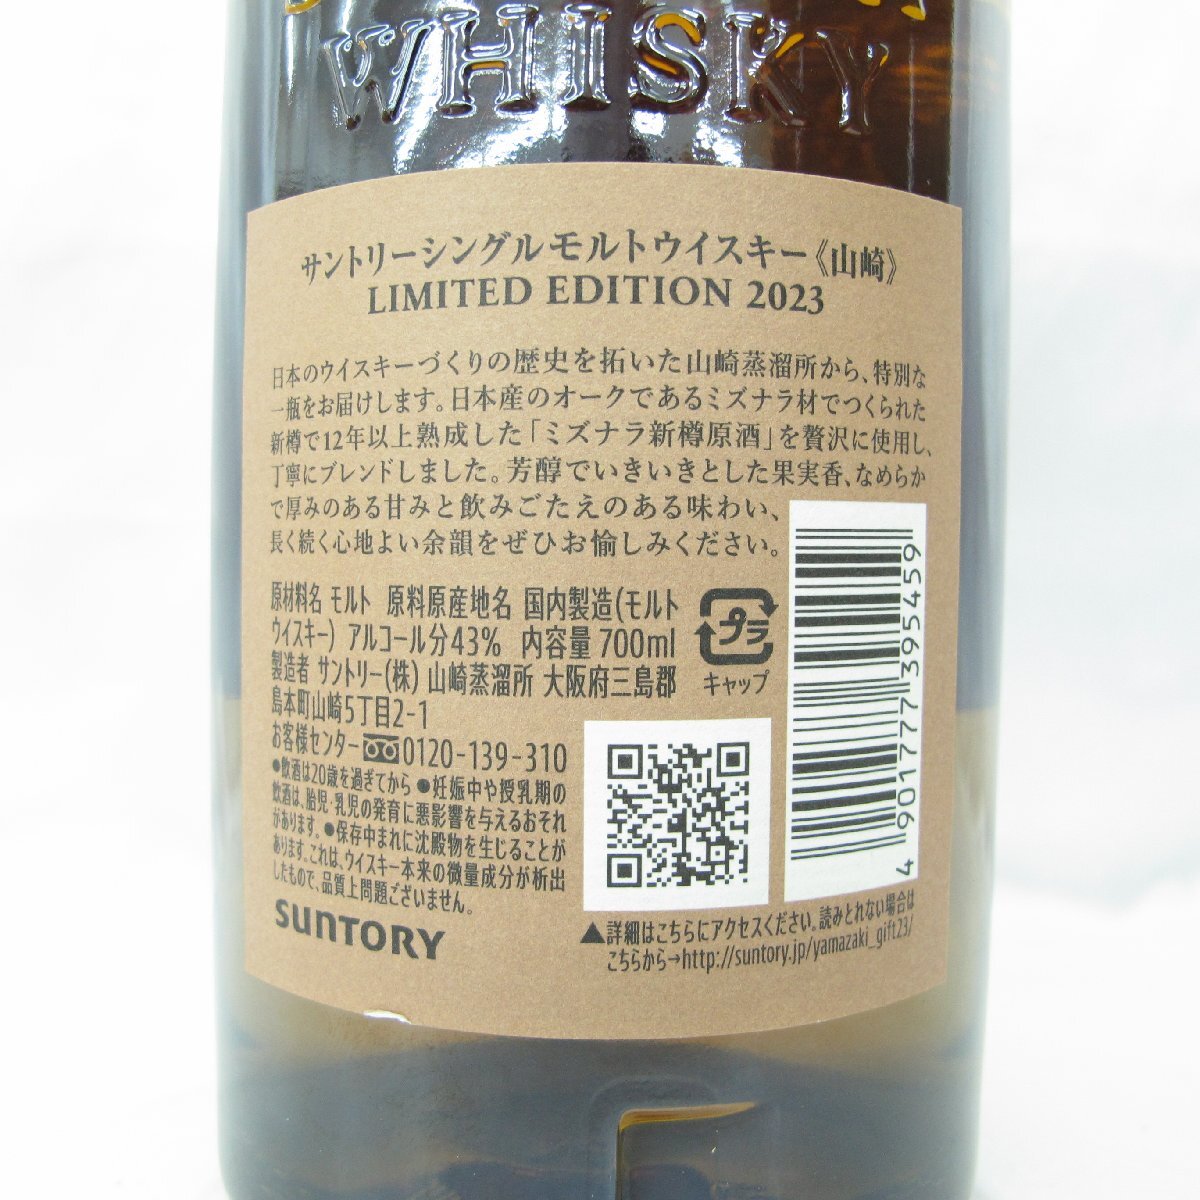 WHISKY
サントリーシングルモルトウイスキー《山崎》
LIMITED EDITION 2023
日本のウイスキーづくりの歴史を拓いた山崎蒸溜所から、特別な
一瓶をお届けします。日本産のオークであるミズナラ材でつくられた
新樽で12年以上熟成した「ミズナラ新樽原酒」を贅沢に使用し、
丁寧にブレンドしました。芳醇でいきいきとした果実香、なめらか
で厚みのある甘みと飲みごたえのある味わい、
長く続く心地よい余韻をぜひお愉しみください。
原材料名 モルト 原料原産地名 国内製造(モルト
ウイスキー) アルコール分43% 内容量 700ml
製造者 サントリー(株) 山崎蒸溜所 大阪府三島郡
島本町山崎5丁目2-1
お客様センター 0120-139-310
●飲酒は20歳を過ぎてから ●妊娠中や授乳期の
飲酒は、胎児・乳児の発育に悪影響を与えるおそれ
があります。●保存中まれに沈殿物を生じることが
あります。これは、ウイスキー本来の微量成分が析出
したもので、品質上問題ございません。
SUNTORY
プラ
キャップ
4 901777 395459
▲詳細はこちらにアクセスください。読みとれない場合は
こちらから→http://suntory.jp/yamazaki_gift23/